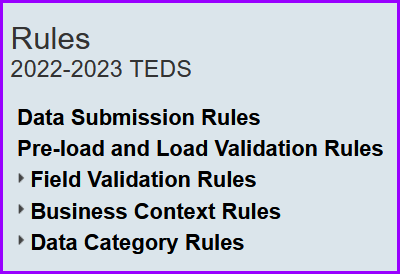 Rules
2022-2023 TEDS
Data Submission Rules
Pre-load and Load Validation Rules
Field Validation Rules
Business Context Rules
Data Category Rules